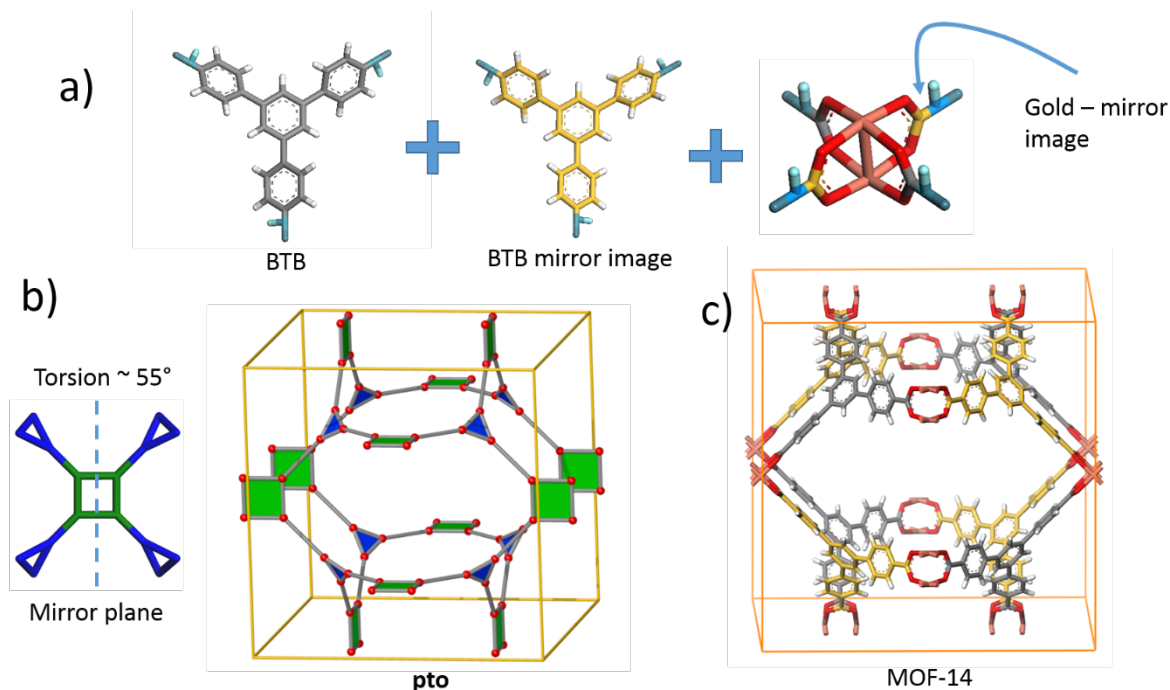 a)
Gold – mirror
image
BTB
BTB mirror image
b)
c)
Torsion ~ 55°
Mirror plane
pto
MOF-14